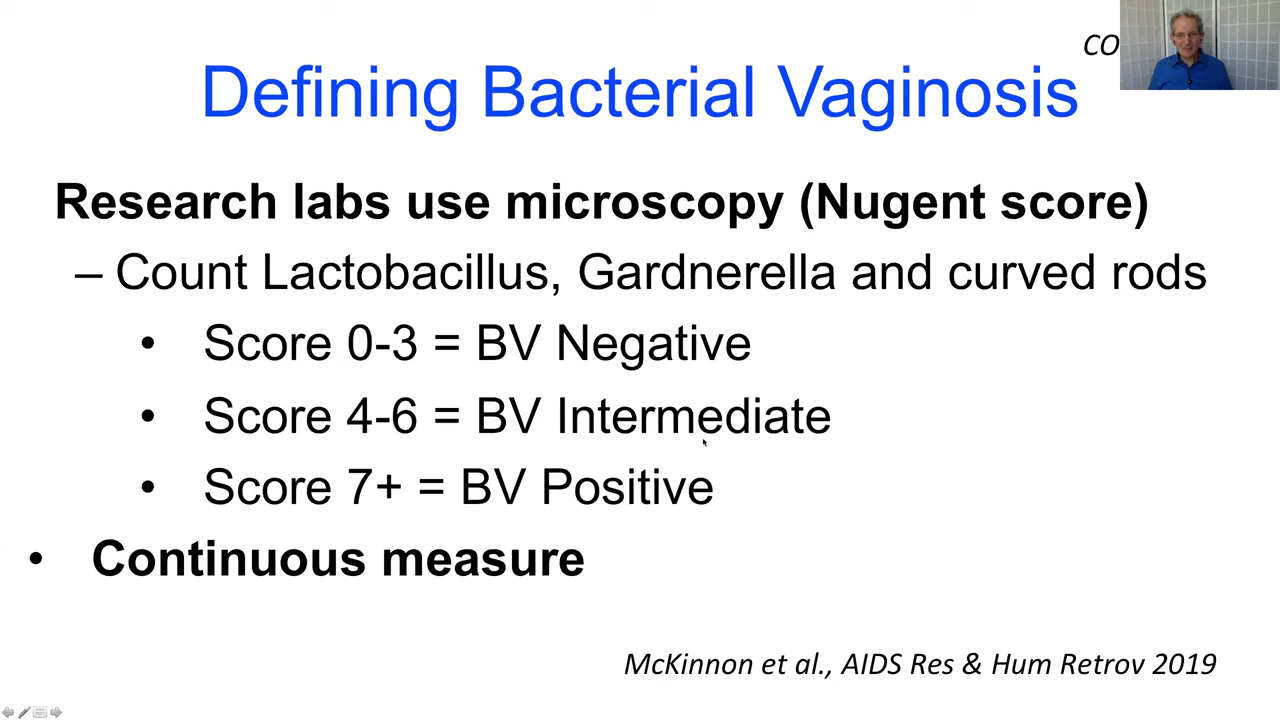 CO
Defining Bacterial Vaginosis
Research labs use microscopy (Nugent score)
– Count Lactobacillus, Gardnerella and curved rods
• Score 0-3 = BV Negative
• Score 4-6 = BV Intermediate
• Score 7+ = BV Positive
• Continuous measure
McKinnon et al., AIDS Res & Hum Retrov 2019